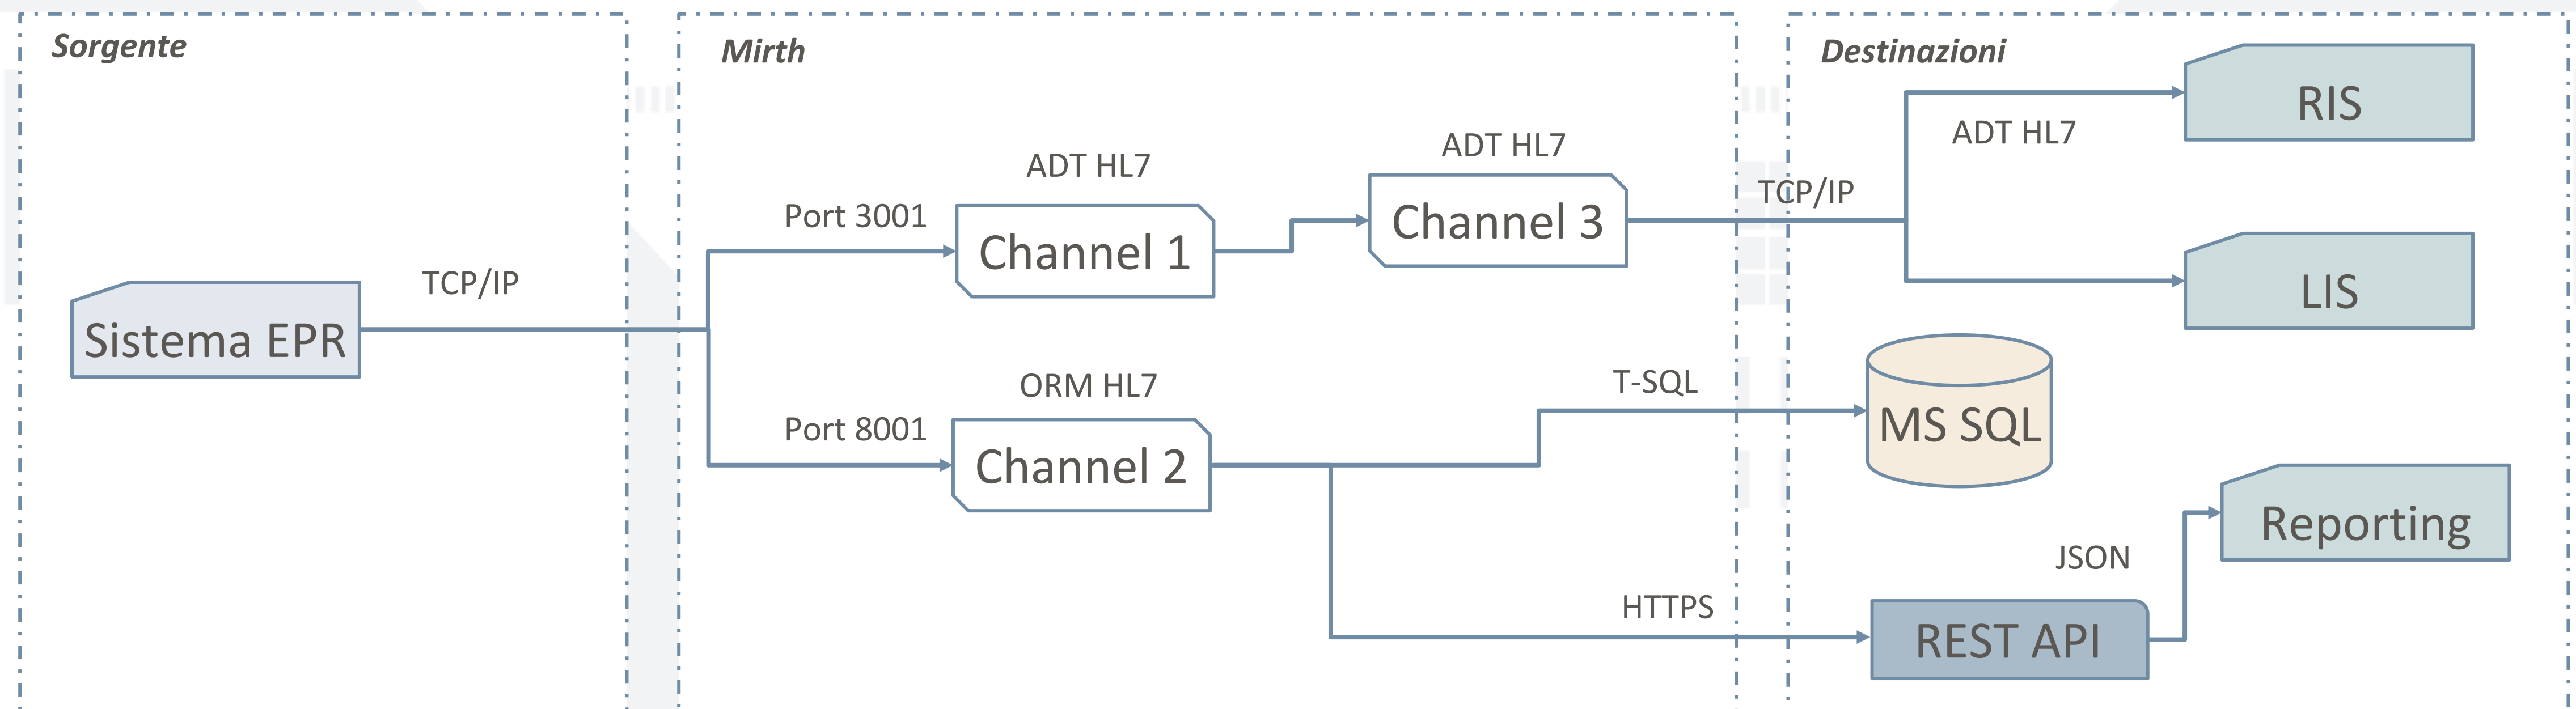 Sorgente
Sistema EPR
TCP/IP
Mirth
Port 3001
ADT HL7
Channel 1
ADT HL7
Channel 3
Port 8001
ORM HL7
Channel 2
T-SQL
HTTPS
TCP/IP
Destinazioni
ADT HL7
RIS
LIS
MS SQL
JSON
REST API
Reporting